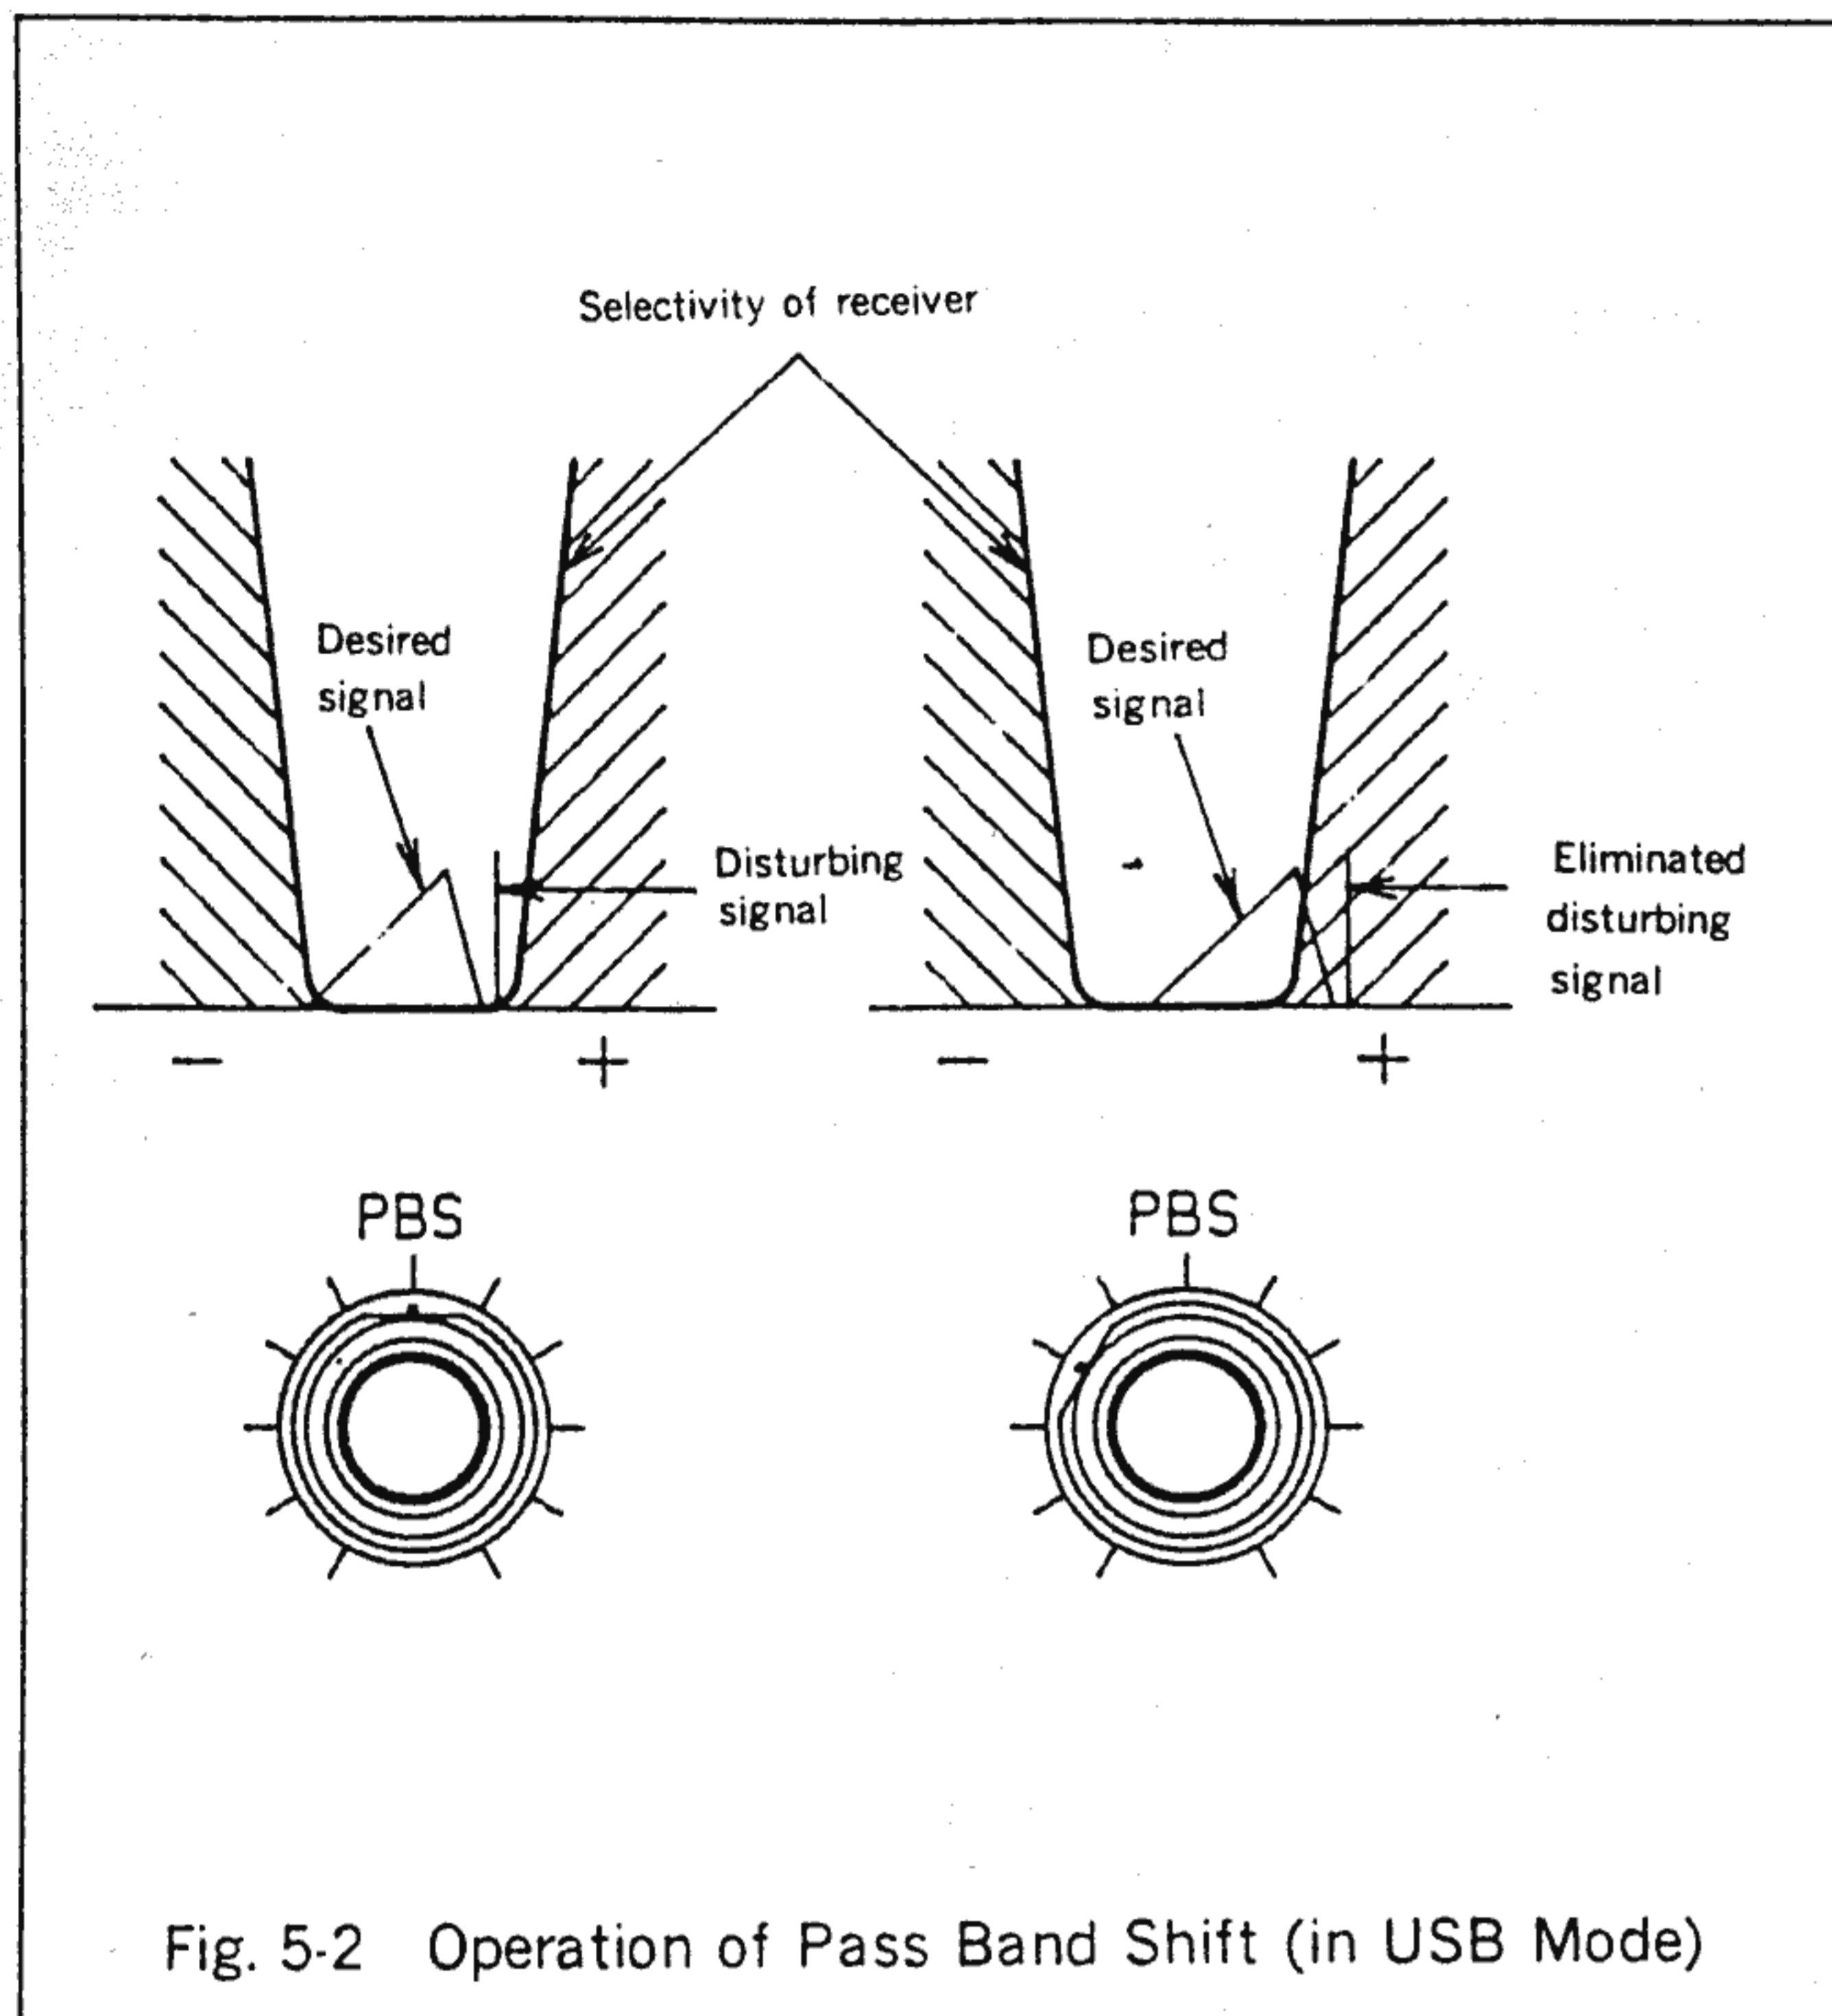 Selectivity of receiver
Desired
signal
Disturbing
signal
Desired
signal
Eliminated
disturbing
signal
− +
− +
PBS
PBS
Fig. 5-2 Operation of Pass Band Shift (in USB Mode)